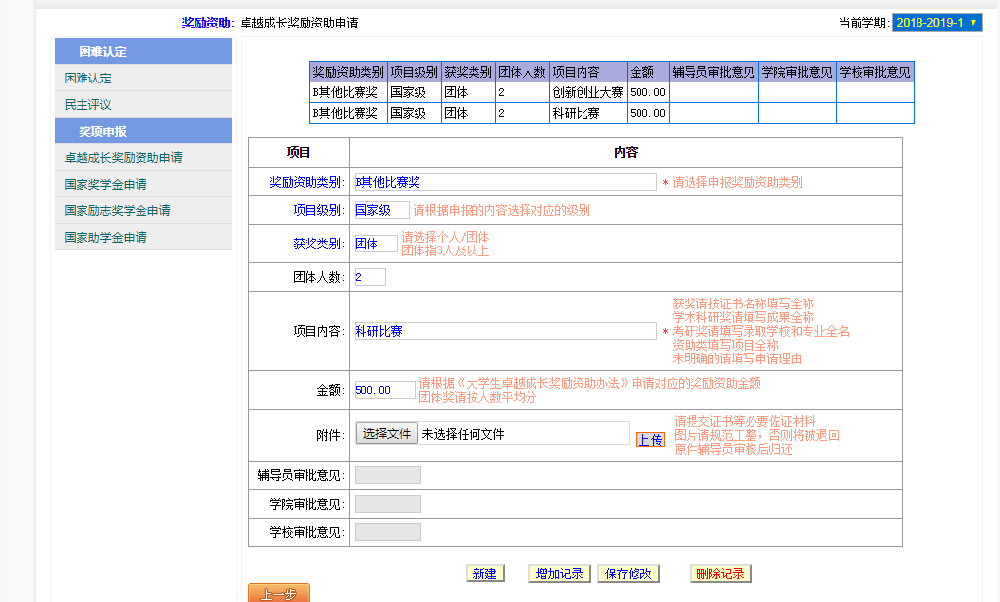 奖励资助: 卓越成长奖励资助申请
当前学期: 2018-2019-1 ▼
困难认定
困难认定
民主评议
奖项申报
卓越成长奖励资助申请
国家奖学金申请
国家励志奖学金申请
国家助学金申请
奖励资助类别 项目级别 获奖类别 团体人数 项目内容 金额 辅导员审批意见 学院审批意见 学校审批意见
B其他比赛奖 国家级 团体 2 创新创业大赛 500.00
B其他比赛奖 国家级 团体 2 科研比赛 500.00
项目 内容
奖励资助类别: B其他比赛奖 * 请选择申报奖励资助类别
项目级别: 国家级 请根据申报的内容选择对应的级别
获奖类别: 团体 请选择个人/团体
团体指3人及以上
团体人数: 2
项目内容: 科研比赛 * 获奖请按证书名称填写全称
学术科研奖请填写成果全称
考研奖请填写录取学校和专业全名
资助类填写项目全称
未明确的请填写申请理由
金额: 500.00 请根据《大学生卓越成长奖励资助办法》申请对应的奖励资助金额
团体奖请按人数平均分
附件: 选择文件 未选择任何文件 上传 请提交证书等必要佐证材料
图片请规范工整，否则将被退回
原件辅导员审核后归还
辅导员审批意见:
学院审批意见:
学校审批意见:
新建 增加记录 保存修改 删除记录
上一步